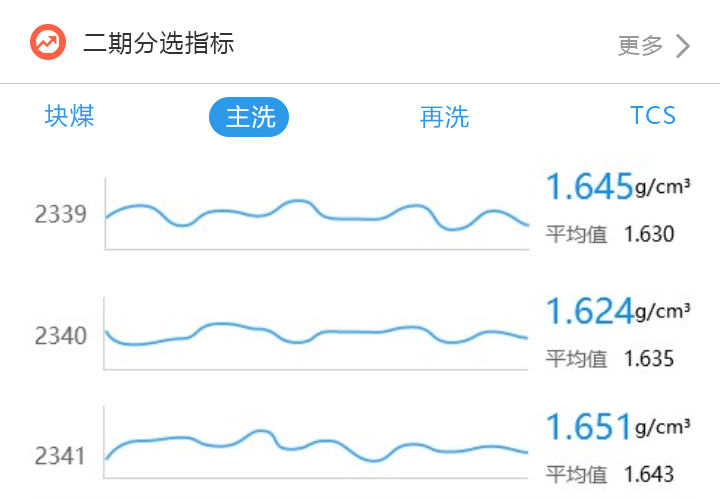 二期分选指标 更多
块煤 主洗 再洗 TCS
2339 1.645g/cm³
平均值 1.630
2340 1.624g/cm³
平均值 1.635
2341 1.651g/cm³
平均值 1.643